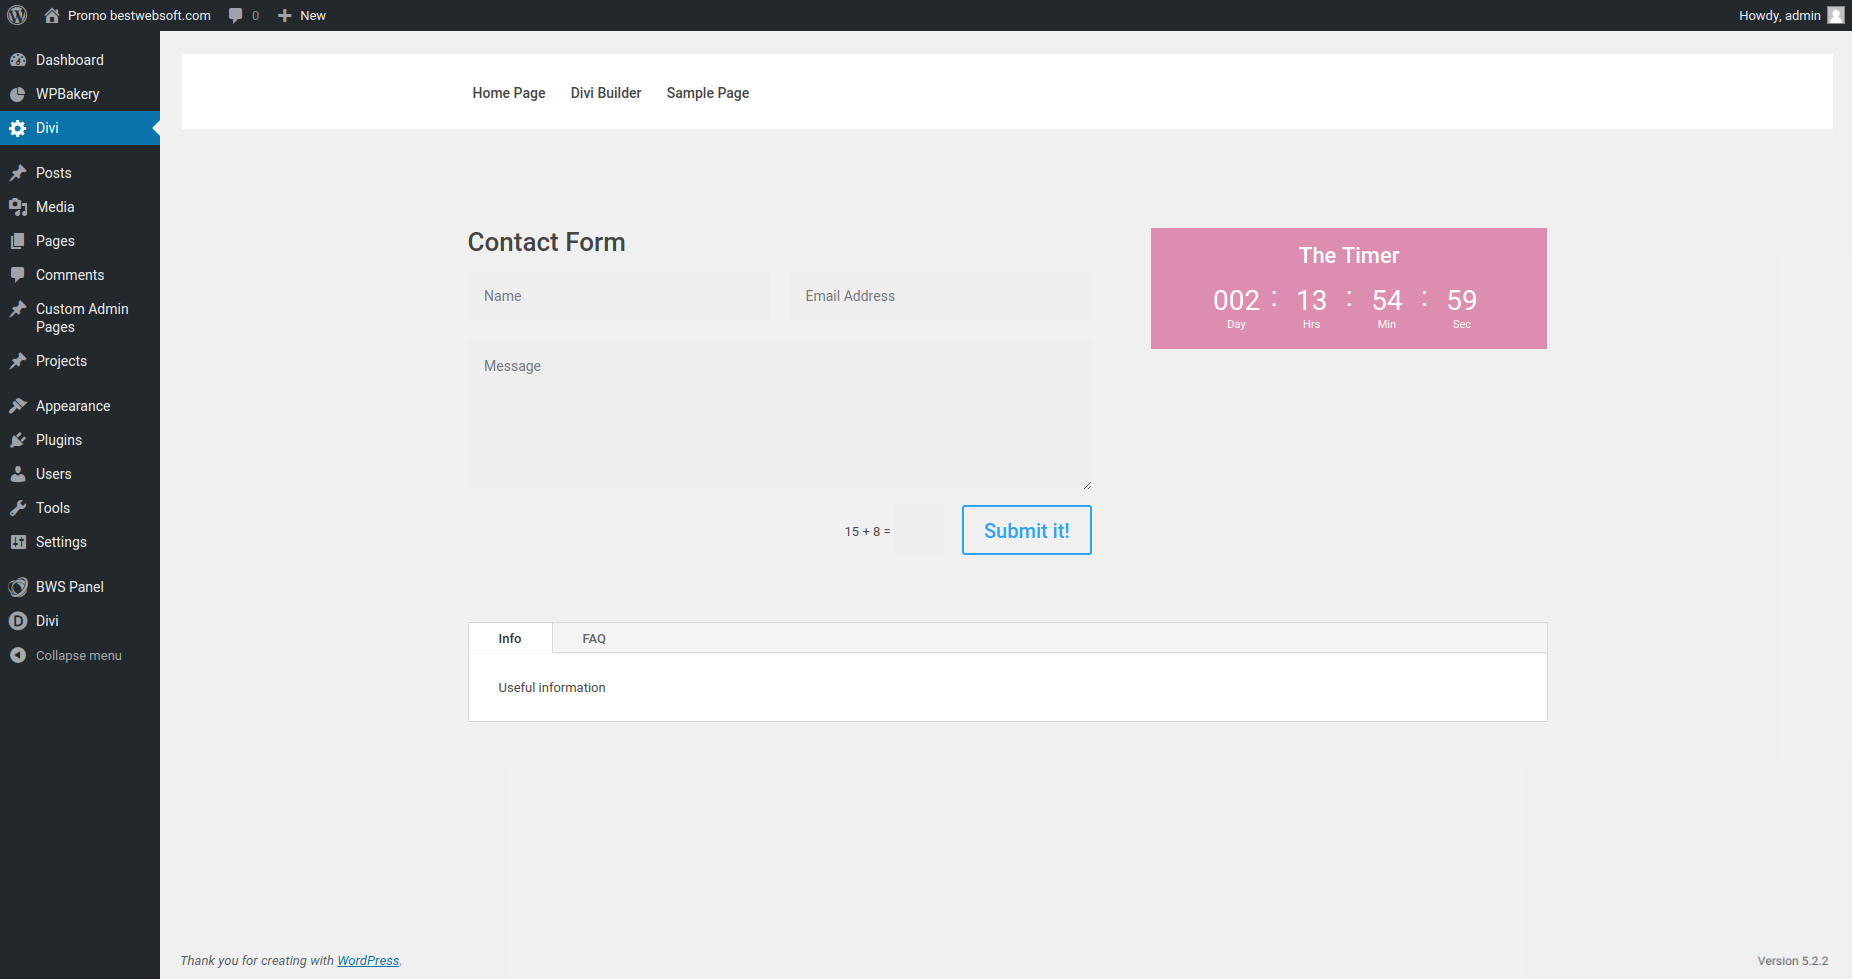 Promo bestwebsoft.com 0 New Howdy, admin
Dashboard
WPBakery
Divi
Posts
Media
Pages
Comments
Custom Admin
Pages
Projects
Appearance
Plugins
Users
Tools
Settings
BWS Panel
Divi
Collapse menu
Home Page Divi Builder Sample Page
Contact Form
Name Email Address
Message
15 + 8 =
Submit it!
The Timer
002 : 13 : 54 : 59
Day Hrs Min Sec
Info FAQ
Useful information
Thank you for creating with WordPress.
Version 5.2.2